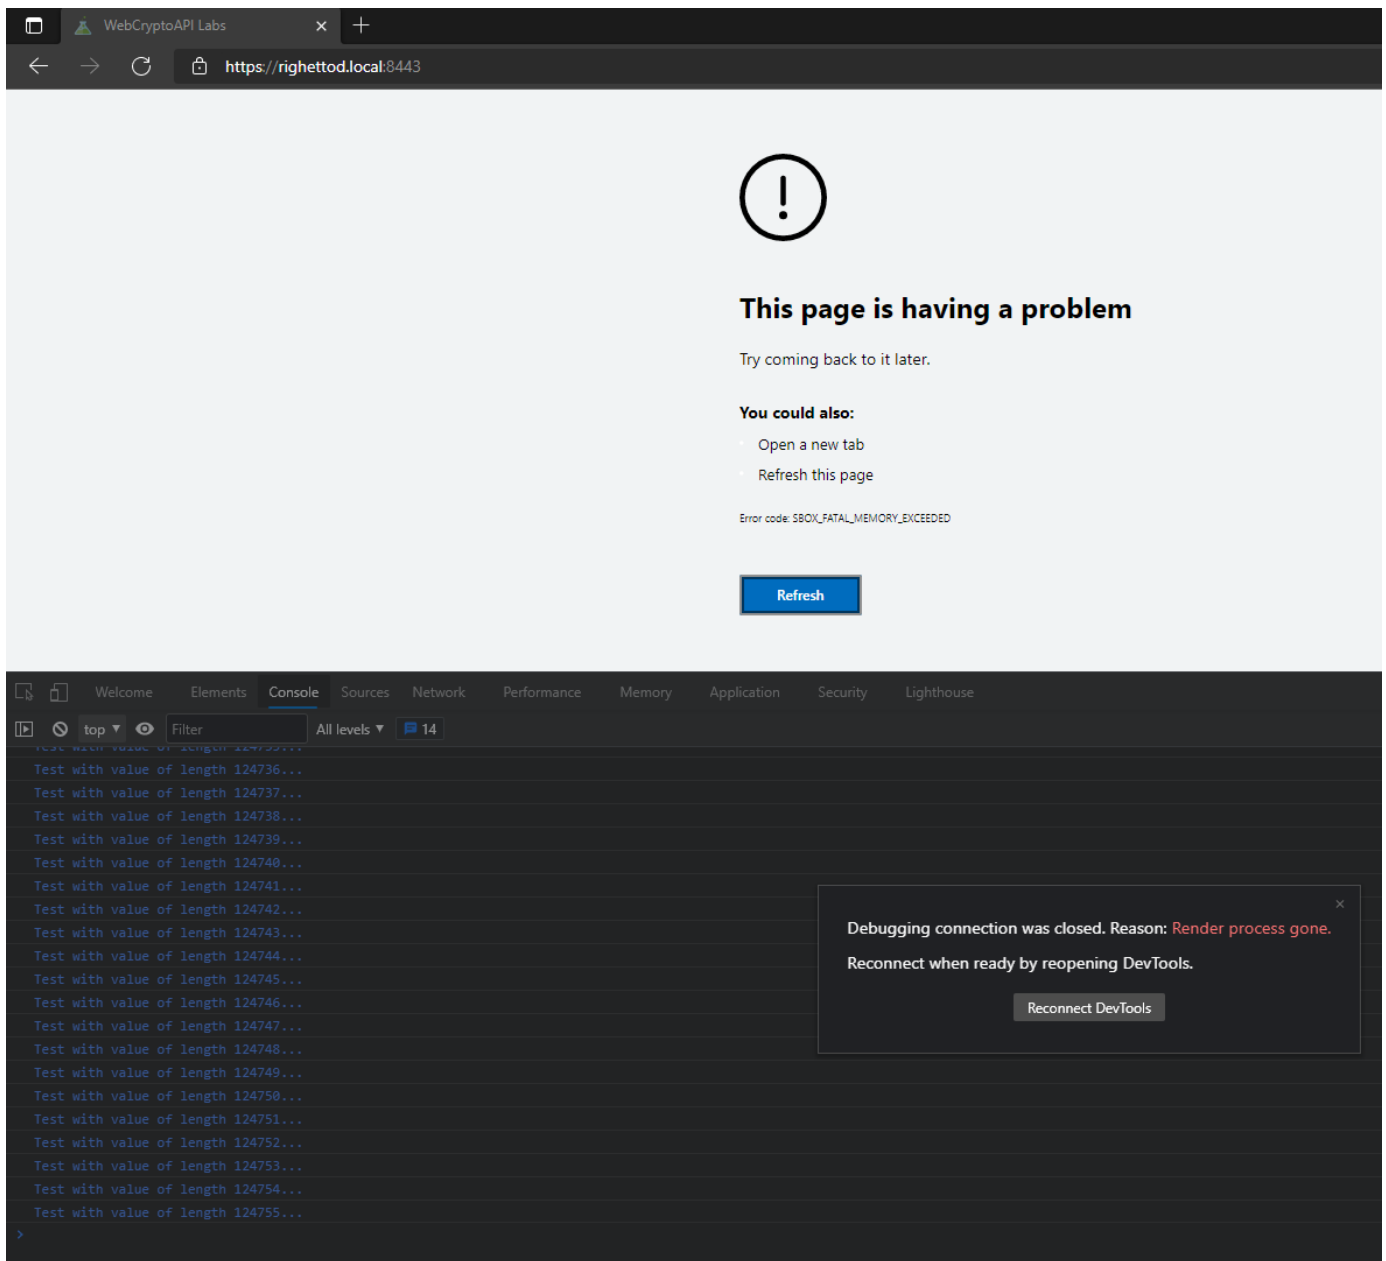 WebCryptoAPI Labs
https://righettod.local:8443
This page is having a problem
Try coming back to it later.
You could also:
Open a new tab
Refresh this page
Error code: SBOX_FATAL_MEMORY_EXCEEDED
Refresh
Welcome Elements Console Sources Network Performance Memory Application Security Lighthouse
top Filter All levels 14
Test with value of length 124735...
Test with value of length 124736...
Test with value of length 124737...
Test with value of length 124738...
Test with value of length 124739...
Test with value of length 124740...
Test with value of length 124741...
Test with value of length 124742...
Test with value of length 124743...
Test with value of length 124744...
Test with value of length 124745...
Test with value of length 124746...
Test with value of length 124747...
Test with value of length 124748...
Test with value of length 124749...
Test with value of length 124750...
Test with value of length 124751...
Test with value of length 124752...
Test with value of length 124753...
Test with value of length 124754...
Test with value of length 124755...
Debugging connection was closed. Reason: Render process gone.
Reconnect when ready by reopening DevTools.
Reconnect DevTools